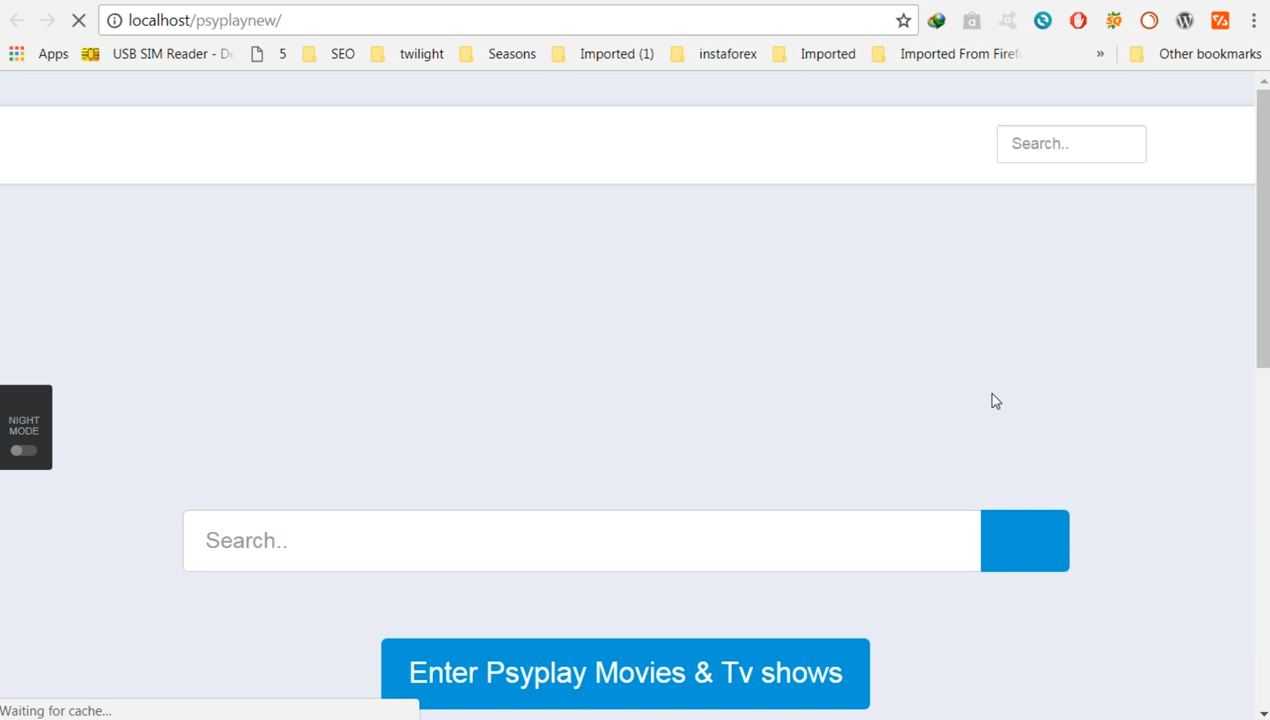 localhost/psyplaynew/
Apps USB SIM Reader - De 5 SEO twilight Seasons Imported (1) instaforex Imported Imported From Firef » Other bookmarks
Search..
NIGHT
MODE
Search..
Enter Psyplay Movies & Tv shows
Waiting for cache...